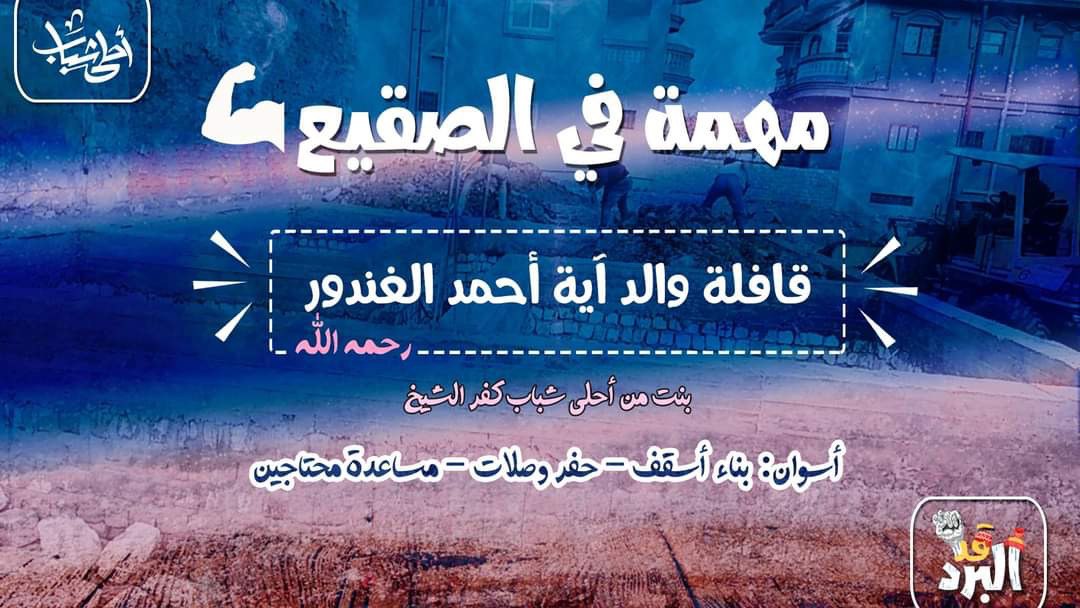 أحلى شباب
مهمة في الصقيع
قافلة والد آية أحمد الغندور
رحمه الله
بنت من أحلى شباب كفر الشيخ
أسوان: بناء أسقف – حفر وصلات – مساعدة محتاجين
قد
البرد